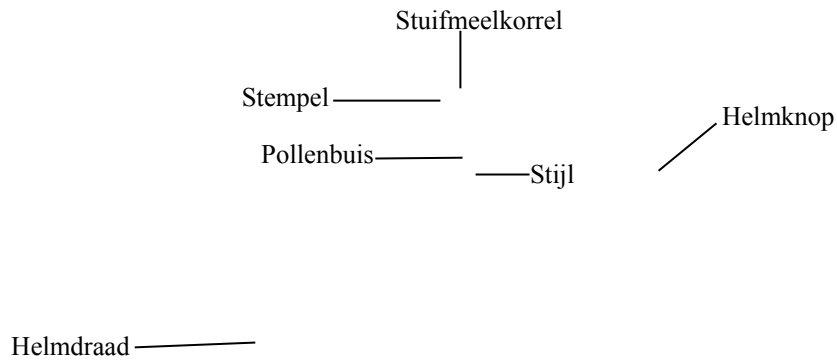 Stuifmeelkorrel
Stempel
Helmknop
Pollenbuis
Stijl
Helmdraad